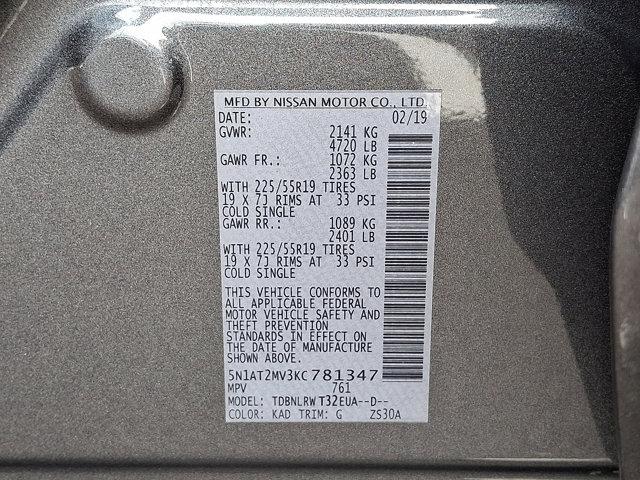 MFD BY NISSAN MOTOR CO., LTD.
DATE: 02/19
GVWR: 2141 KG
4720 LB
GAWR FR.: 1072 KG
2363 LB
WITH 225/55R19 TIRES
19 X 7J RIMS AT 33 PSI
COLD SINGLE
GAWR RR.: 1089 KG
2401 LB
WITH 225/55R19 TIRES
19 X 7J RIMS AT 33 PSI
COLD SINGLE
THIS VEHICLE CONFORMS TO
ALL APPLICABLE FEDERAL
MOTOR VEHICLE SAFETY AND
THEFT PREVENTION
STANDARDS IN EFFECT ON
THE DATE OF MANUFACTURE
SHOWN ABOVE.
5N1AT2MV3KC781347
MPV 761
MODEL: TDBNLRWT32EUA--D--
COLOR: KAD TRIM: G ZS30A